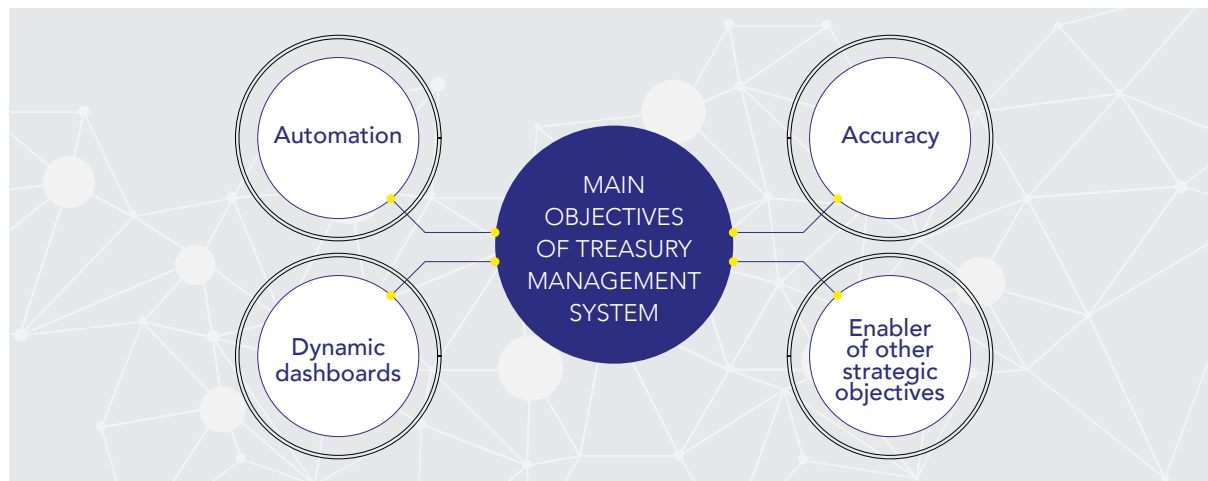 Automation
Accuracy
MAIN
OBJECTIVES
OF TREASURY
MANAGEMENT
SYSTEM
Dynamic
dashboards
Enabler
of other
strategic
objectives